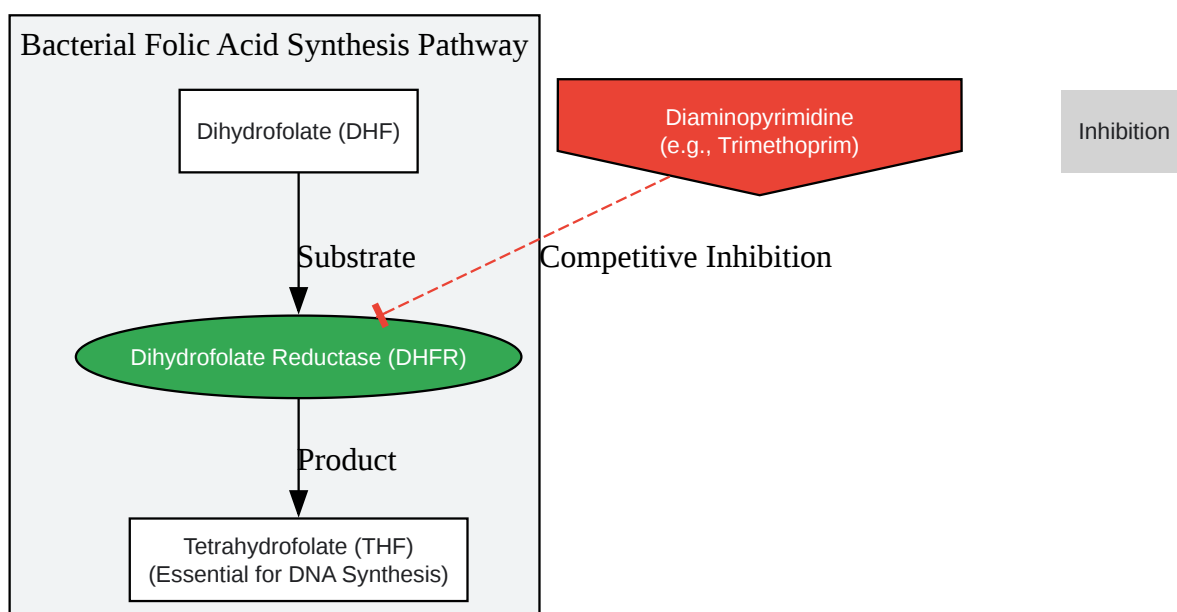 Bacterial Folic Acid Synthesis Pathway
Dihydrofolate (DHF)
Diaminopyrimidine
(e.g., Trimethoprim)
Inhibition
Substrate
Competitive Inhibition
Dihydrofolate Reductase (DHFR)
Product
Tetrahydrofolate (THF)
(Essential for DNA Synthesis)